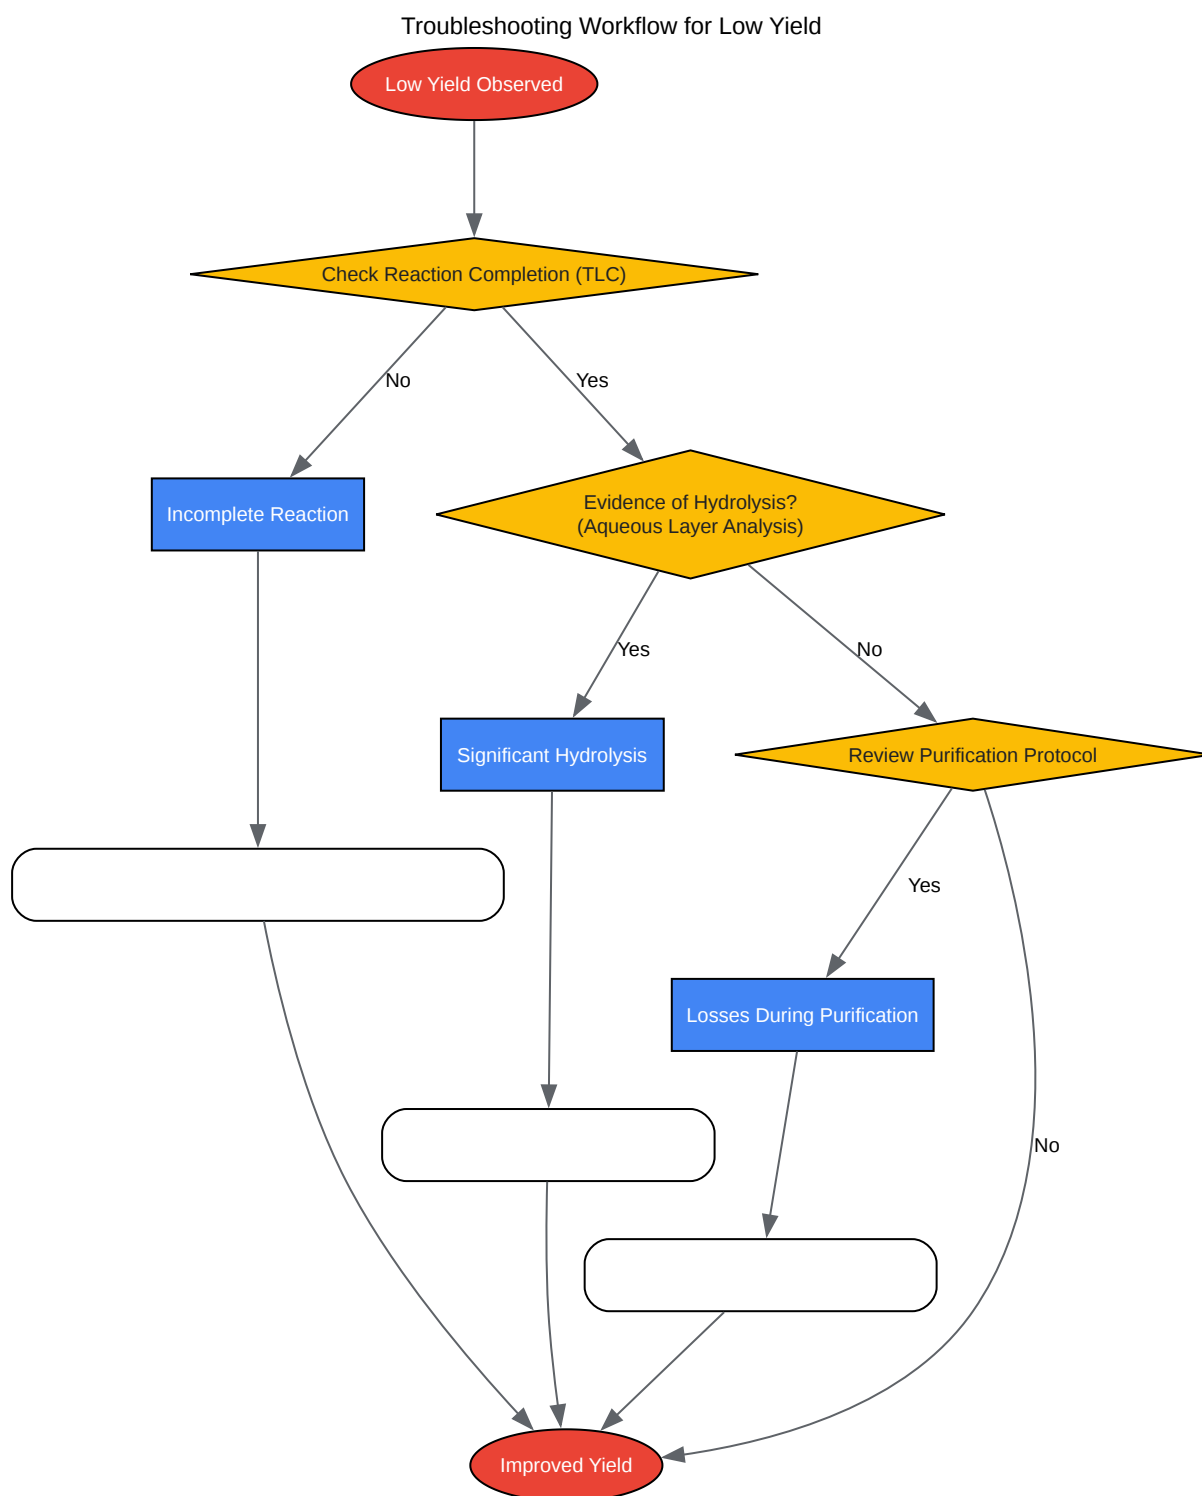 Troubleshooting Workflow for Low Yield
Low Yield Observed
Check Reaction Completion (TLC)
No
Yes
Incomplete Reaction
Evidence of Hydrolysis?
(Aqueous Layer Analysis)
Yes
No
Significant Hydrolysis
Review Purification Protocol
Yes
Losses During Purification
No
Improved Yield